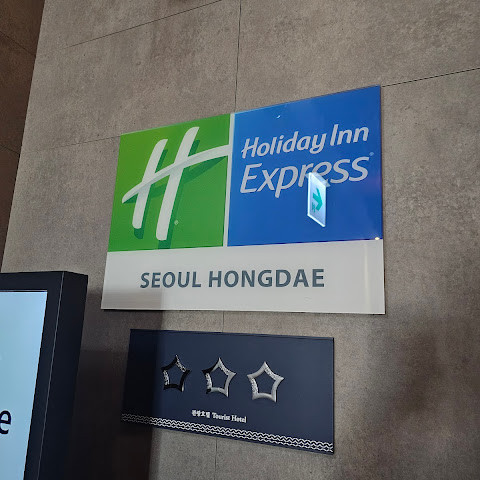 Holiday Inn
Express
SEOUL HONGDAE
관광호텔 Tourist Hotel
e